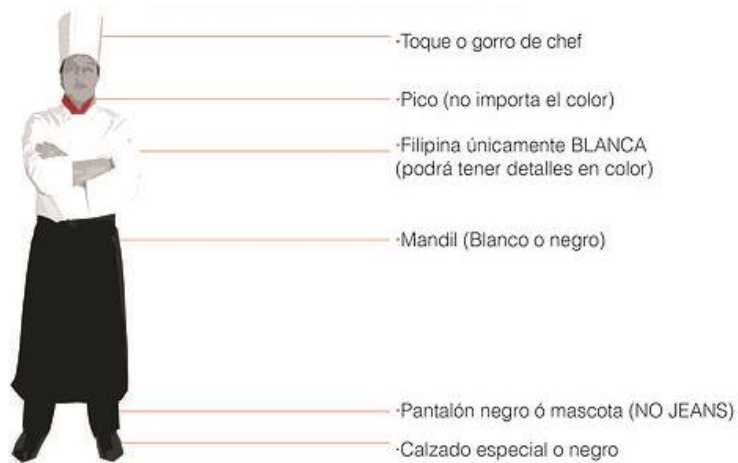 ·Toque o gorro de chef
·Pico (no importa el color)
·Filipina únicamente BLANCA
(podrá tener detalles en color)
·Mandil (Blanco o negro)
·Pantalón negro ó mascota (NO JEANS)
·Calzado especial o negro